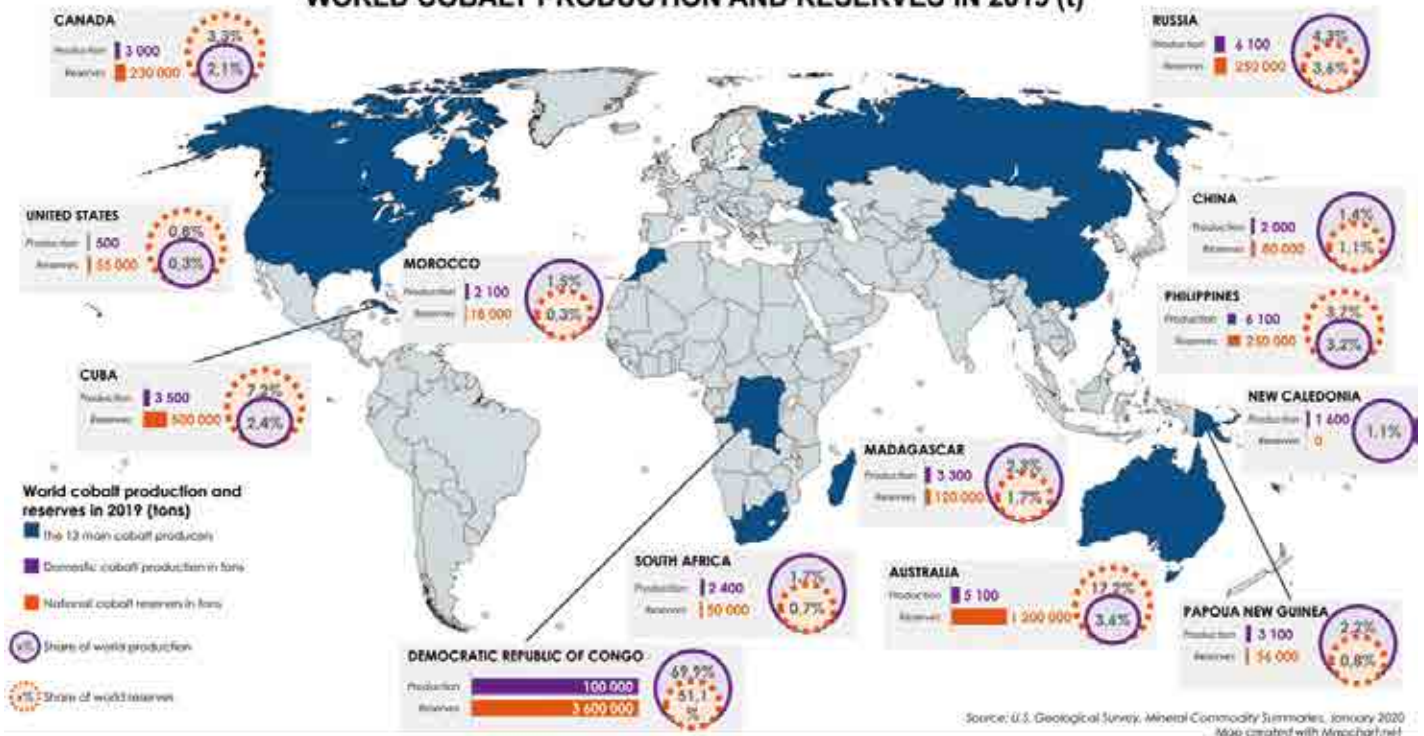 WORLD COBALT PRODUCTION AND RESERVES IN 2019 (t)
CANADA
Production 3 000
Reserves 230 000
3.3%
2.1%
RUSSIA
Production 6 100
Reserves 250 000
4.3%
3.6%
UNITED STATES
Production 500
Reserves 55 000
0.8%
0.3%
MOROCCO
Production 2 100
Reserves 18 000
1.5%
0.3%
CHINA
Production 2 000
Reserves 80 000
1.4%
1.1%
PHILIPPINES
Production 6 100
Reserves 250 000
3.7%
3.2%
CUBA
Production 3 500
Reserves 500 000
7.2%
2.4%
NEW CALEDONIA
Production 1 600
Reserves 0
1.1%
MADAGASCAR
Production 3 300
Reserves 120 000
2.3%
1.7%
World cobalt production and
reserves in 2019 (tons)
The 13 main cobalt producers
Domestic cobalt production in tons
National cobalt reserves in tons
x% Share of world production
x% Share of world reserves
SOUTH AFRICA
Production 2 400
Reserves 50 000
1.7%
0.7%
AUSTRALIA
Production 5 100
Reserves 1 200 000
17.2%
3.6%
PAPOUA NEW GUINEA
Production 3 100
Reserves 56 000
2.2%
0.8%
DEMOCRATIC REPUBLIC OF CONGO
Production 100 000
Reserves 3 600 000
69.9%
51,1
%
Source: U.S. Geological Survey, Mineral Commodity Summaries, January 2020
Map created with Mapchart.net